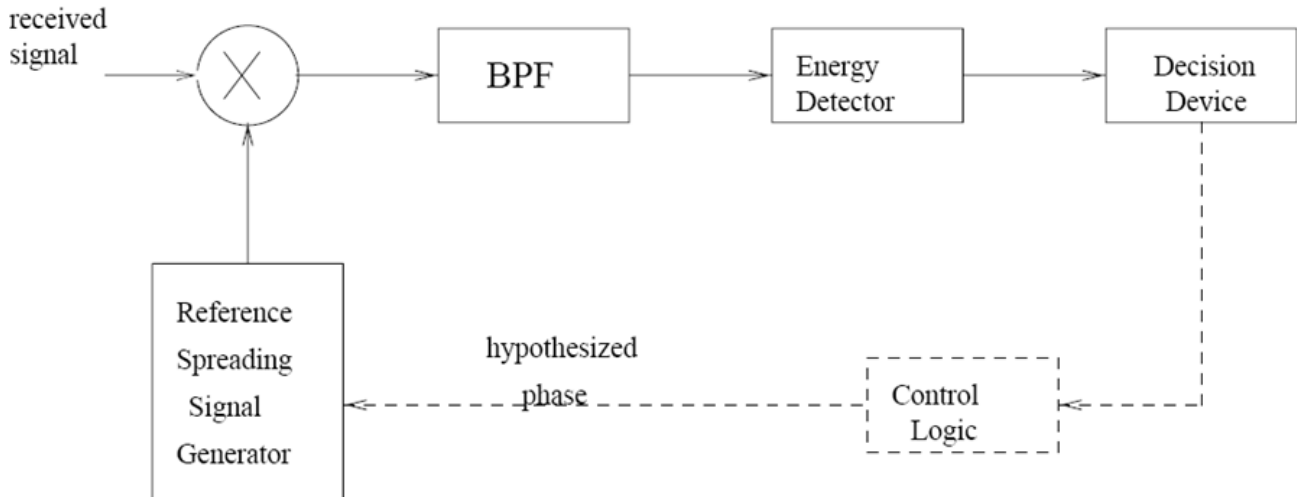 received
signal
X
BPF
Energy
Detector
Decision
Device
Reference
Spreading
Signal
Generator
hypothesized
phase
Control
Logic